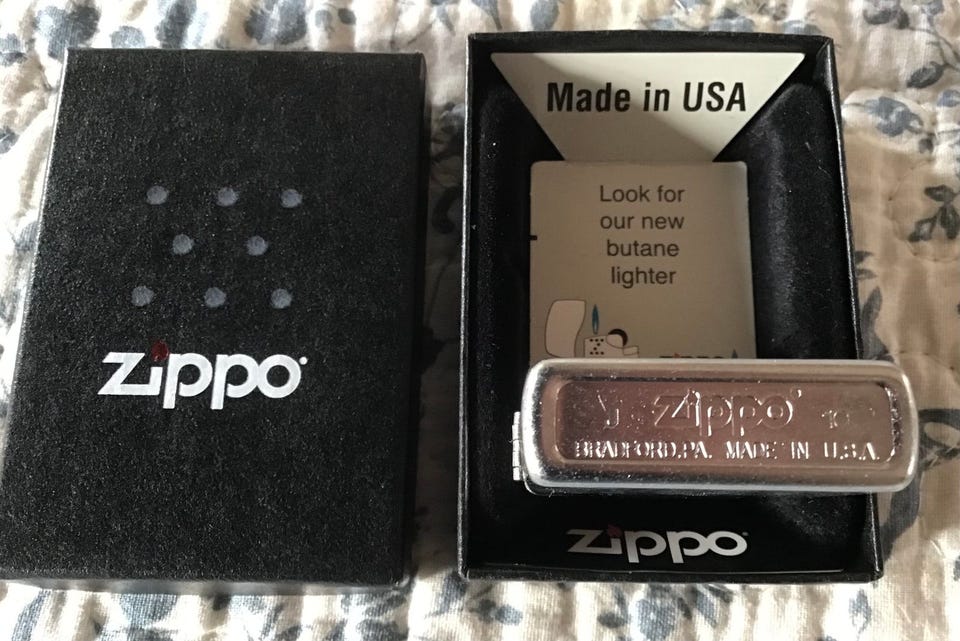 zippo
Made in USA
Look for
our new
butane
lighter
zippo
BRADFORD, PA. MADE IN U.S.A.
zippo